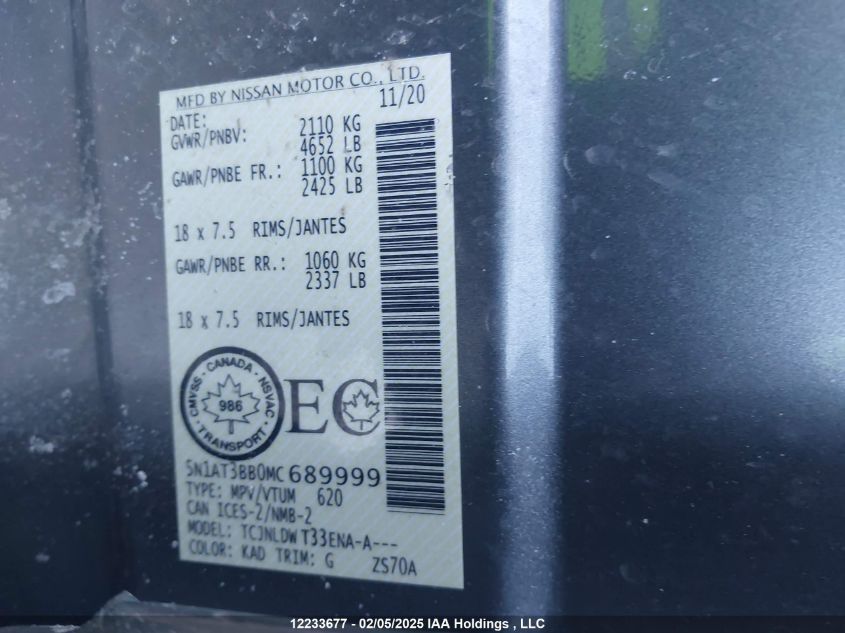 MFD BY NISSAN MOTOR CO., LTD.
DATE: 11/20
GVWR/PNBV: 2110 KG
4652 LB
GAWR/PNBE FR.: 1100 KG
2425 LB
18 x 7.5 RIMS/JANTES
GAWR/PNBE RR.: 1060 KG
2337 LB
18 x 7.5 RIMS/JANTES
CMVSS - CANADA - NSVAC
986
TRANSPORT
EC
5N1AT3BB0MC689999
TYPE: MPV/VTUM 620
CAN ICES-2/NMB-2
MODEL: TCJNLDW T33ENA-A---
COLOR: KAD TRIM: G ZS70A
12233677 - 02/05/2025 IAA Holdings , LLC